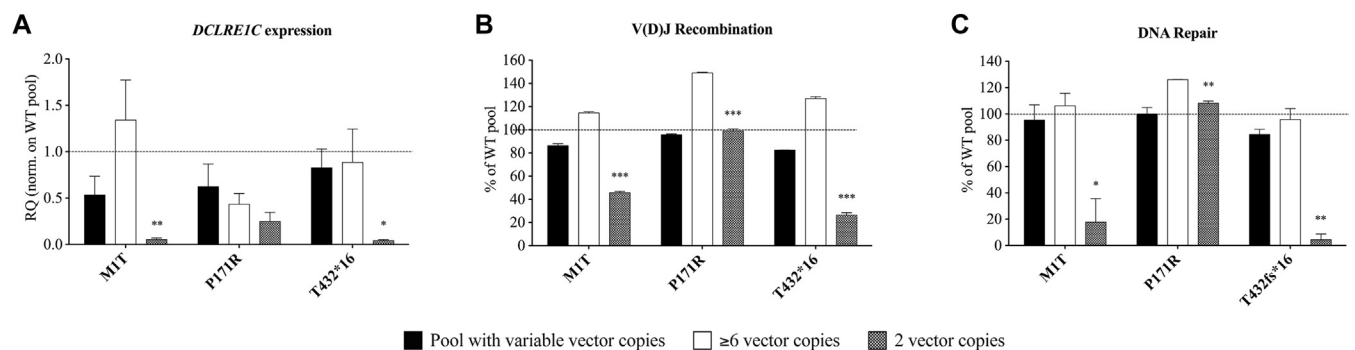 A
DCLRE1C expression
RQ (norm. on WT pool)
2.0
1.5
1.0
0.5
0.0
**
*
M1T
P171R
T432*16
B
V(D)J Recombination
% of WT pool
160
140
120
100
80
60
40
20
0
***
***
***
M1T
P171R
T432*16
C
DNA Repair
% of WT pool
140
120
100
80
60
40
20
0
*
**
**
M1T
P171R
T432fs*16
Pool with variable vector copies ≥6 vector copies 2 vector copies